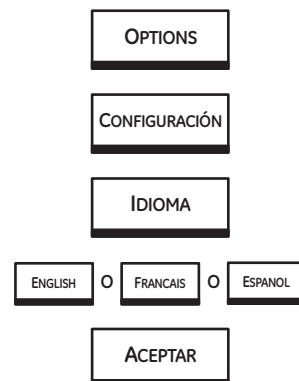 OPTIONS
CONFIGURACIÓN
IDIOMA
ENGLISH O FRANCAIS O ESPANOL
ACEPTAR